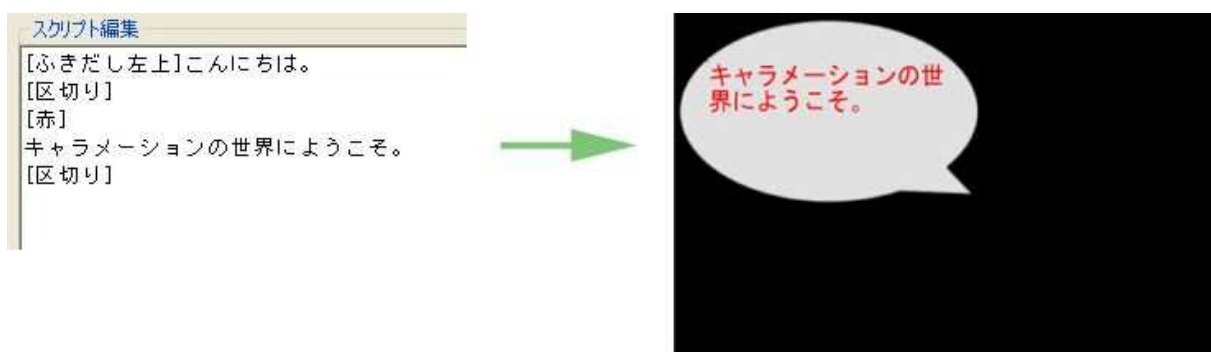 スクリプト編集
[ふきだし左上]こんにちは。
[区切り]
[赤]
キャラメーションの世界にようこそ。
[区切り]
キャラメーションの世
界にようこそ。